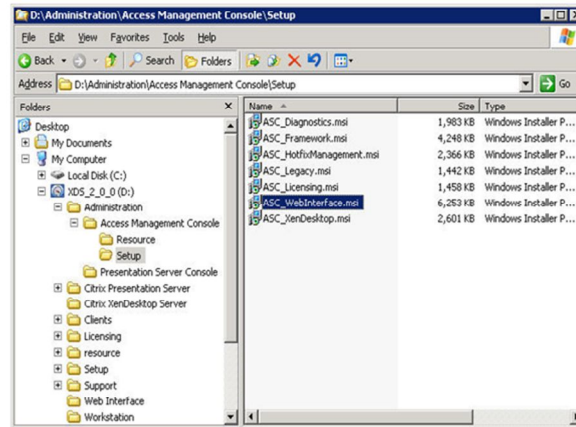 D:\Administration\Access Management Console\Setup
File Edit View Favorites Tools Help
Back Search Folders
Address D:\Administration\Access Management Console\Setup Go
Folders
Desktop
My Documents
My Computer
Local Disk (C:)
XDS_2_0_0 (D:)
Administration
Access Management Console
Resource
Setup
Presentation Server Console
Citrix Presentation Server
Citrix XenDesktop Server
Clients
Licensing
resource
Setup
Support
Web Interface
Workstation
Name Size Type
ASC_Diagnostics.msi 1,983 KB Windows Installer P...
ASC_Framework.msi 4,248 KB Windows Installer P...
ASC_HotfixManagement.msi 2,366 KB Windows Installer P...
ASC_Legacy.msi 1,442 KB Windows Installer P...
ASC_Licensing.msi 1,458 KB Windows Installer P...
ASC_WebInterface.msi 6,253 KB Windows Installer P...
ASC_XenDesktop.msi 2,601 KB Windows Installer P...